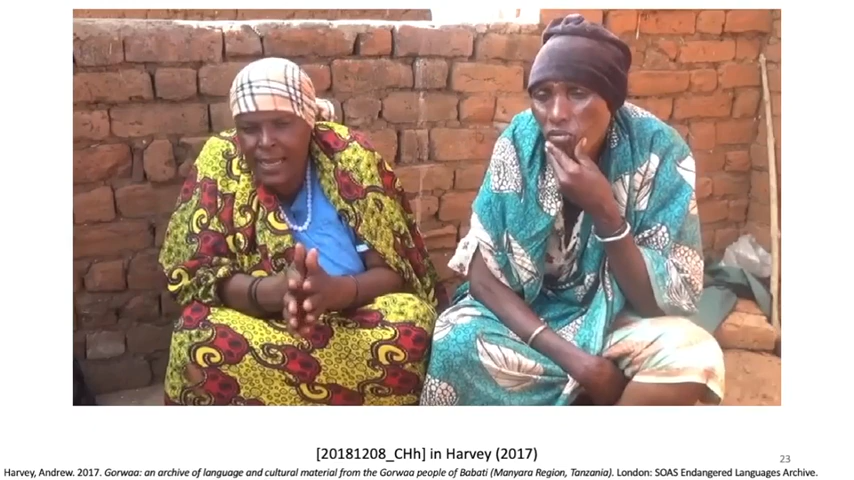 [20181208_CHh] in Harvey (2017)
23
Harvey, Andrew. 2017. Gorwaa: an archive of language and cultural material from the Gorwaa people of Babati (Manyara Region, Tanzania). London: SOAS Endangered Languages Archive.